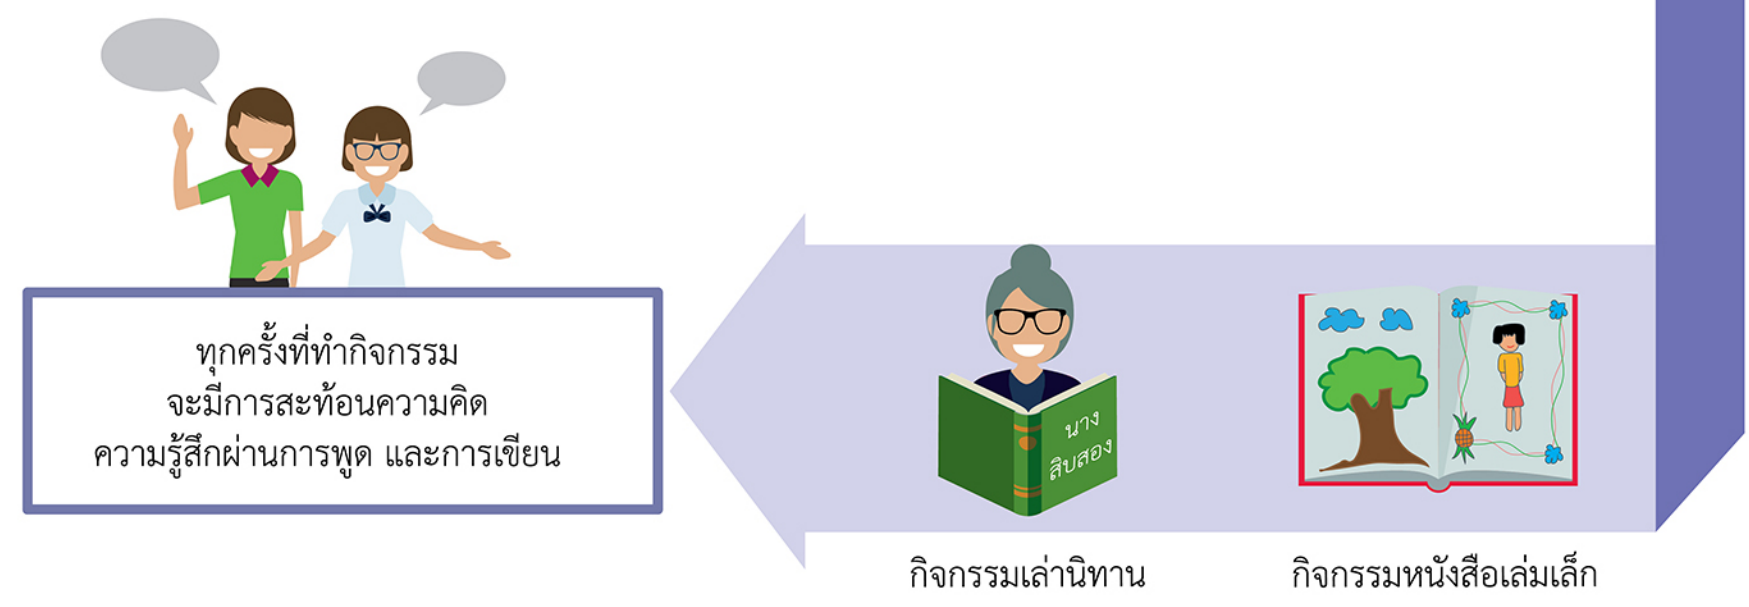 ทุกครั้งที่ทำกิจกรรม
จะมีการสะท้อนความคิด
ความรู้สึกผ่านการพูด และการเขียน
นาง
สิบสอง
กิจกรรมเล่านิทาน
กิจกรรมหนังสือเล่มเล็ก